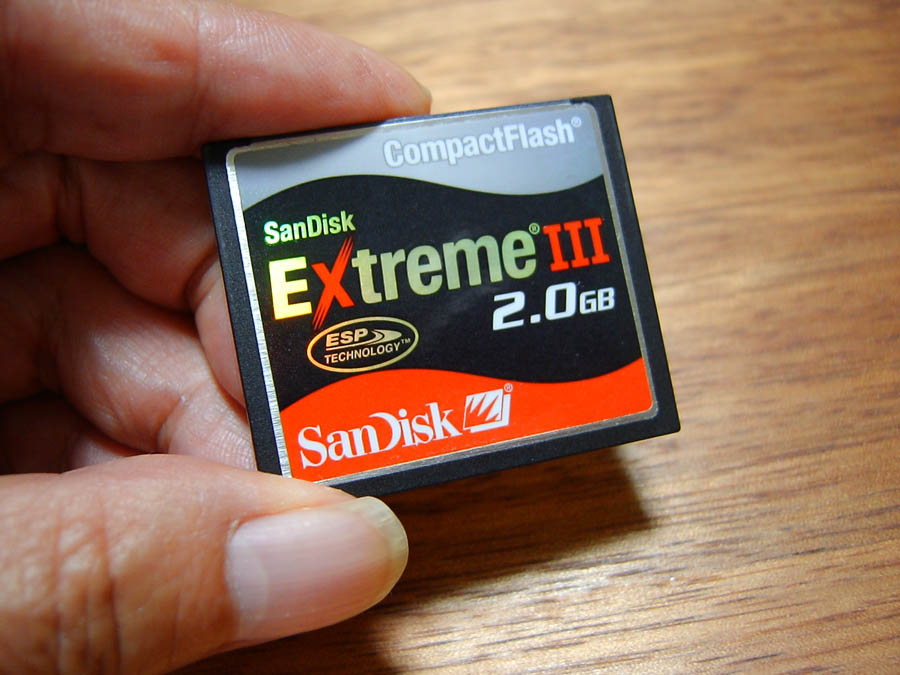 CompactFlash®
SanDisk
Extreme® III
2.0GB
ESP
TECHNOLOGY™
SanDisk®